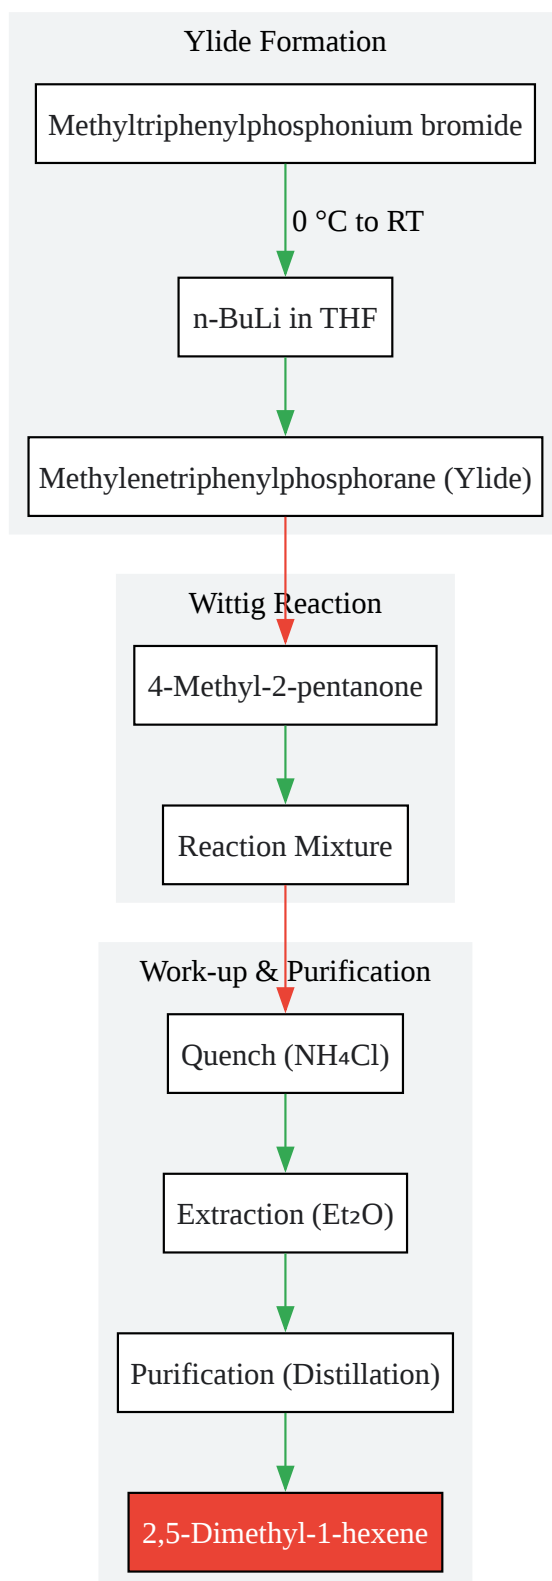 Ylide Formation
Methyltriphenylphosphonium bromide
0 °C to RT
n-BuLi in THF
Methylenetriphenylphosphorane (Ylide)
Wittig Reaction
4-Methyl-2-pentanone
Reaction Mixture
Work-up & Purification
Quench (NH₄Cl)
Extraction (Et₂O)
Purification (Distillation)
2,5-Dimethyl-1-hexene